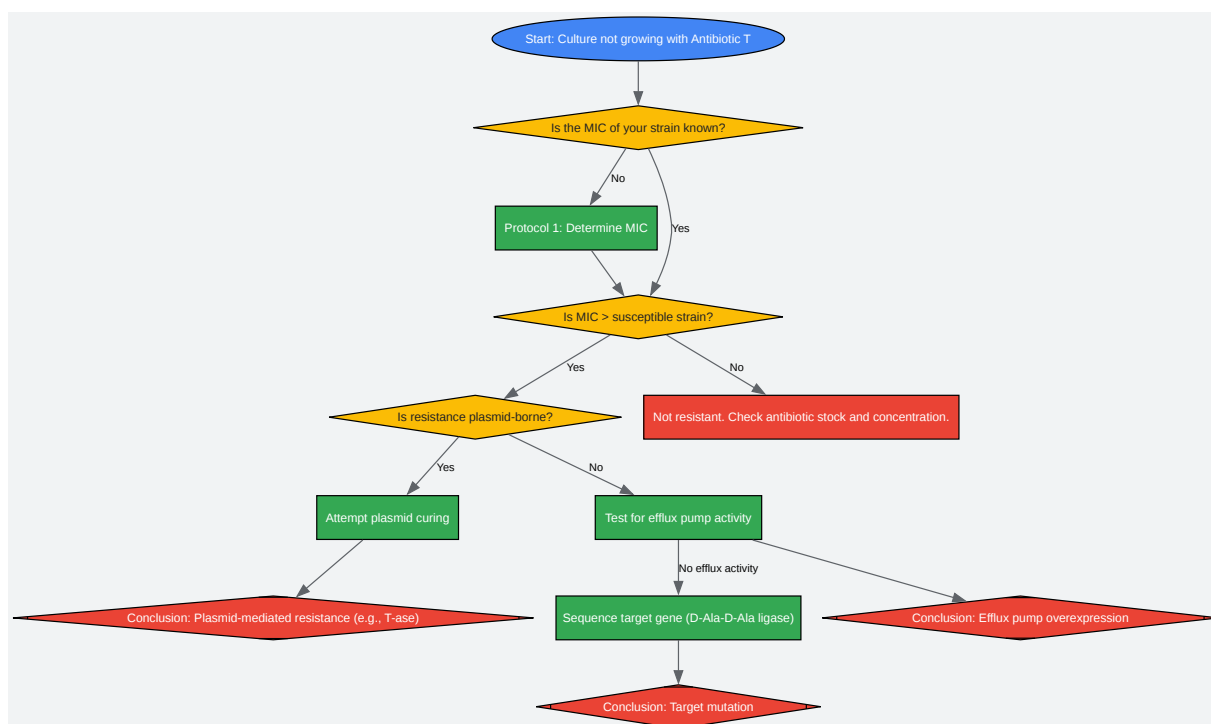 Start: Culture not growing with Antibiotic T
Is the MIC of your strain known?
No
Protocol 1: Determine MIC
Yes
Is MIC > susceptible strain?
Yes
No
Is resistance plasmid-borne?
Not resistant. Check antibiotic stock and concentration.
Yes
No
Attempt plasmid curing
Test for efflux pump activity
No efflux activity
Conclusion: Plasmid-mediated resistance (e.g., T-ase)
Sequence target gene (D-Ala-D-Ala ligase)
Conclusion: Efflux pump overexpression
Conclusion: Target mutation